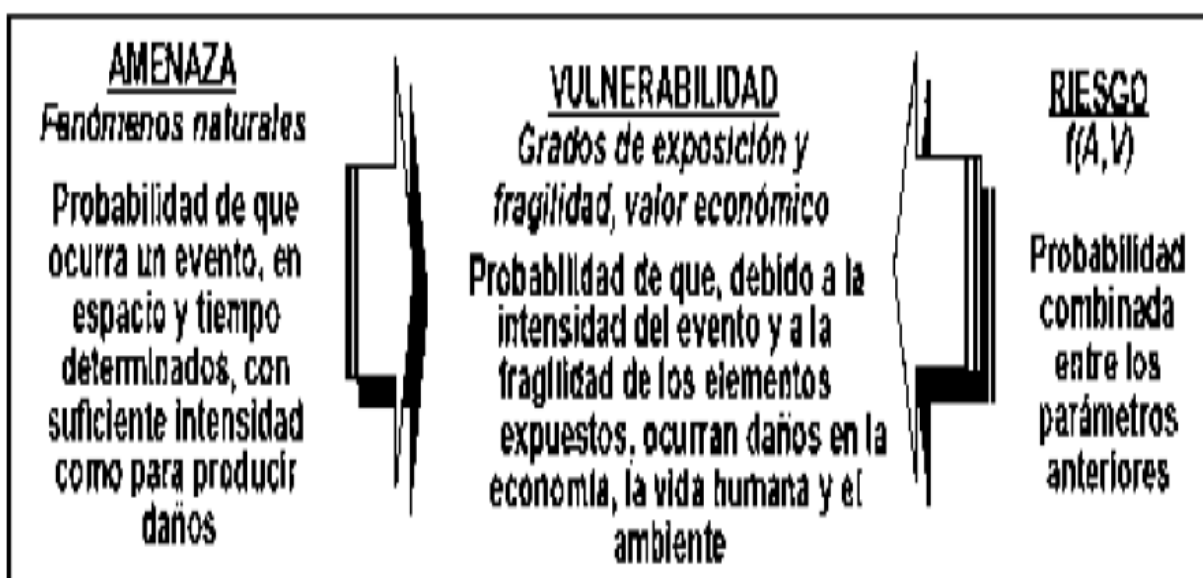 AMENAZA
Fenómenos naturales
Probabilidad de que
ocurra un evento, en
espacio y tiempo
determinados, con
suficiente intensidad
como para producir
daños
VULNERABILIDAD
Grados de exposición y
fragilidad, valor económico
Probabilidad de que, debido a la
intensidad del evento y a la
fragilidad de los elementos
expuestos, ocurran daños en la
economía, la vida humana y el
ambiente
RIESGO
f(A,V)
Probabilidad
combinada
entre los
parámetros
anteriores